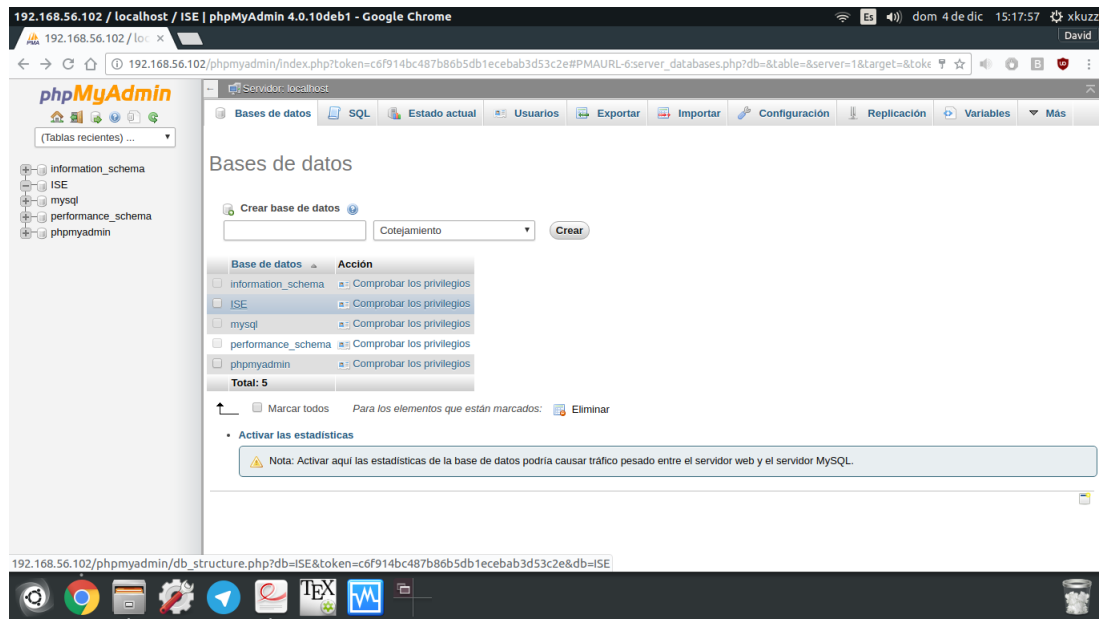 192.168.56.102 / localhost / ISE | phpMyAdmin 4.0.10deb1 - Google Chrome
Es dom 4 de dic 15:17:57 xkuzz
192.168.56.102 / loc × David
192.168.56.102/phpmyadmin/index.php?token=c6f914bc487b86b5db1ecebab3d53c2e#PMAURL-6:server_databases.php?db=&table=&server=1&target=&toke
phpMyAdmin
Servidor: localhost
Bases de datos SQL Estado actual Usuarios Exportar Importar Configuración Replicación Variables Más
(Tablas recientes) ...
information_schema
ISE
mysql
performance_schema
phpmyadmin
Bases de datos
Crear base de datos
Cotejamiento Crear
Base de datos Acción
information_schema Comprobar los privilegios
ISE Comprobar los privilegios
mysql Comprobar los privilegios
performance_schema Comprobar los privilegios
phpmyadmin Comprobar los privilegios
Total: 5
Marcar todos Para los elementos que están marcados: Eliminar
Activar las estadísticas
Nota: Activar aquí las estadísticas de la base de datos podría causar tráfico pesado entre el servidor web y el servidor MySQL.
192.168.56.102/phpmyadmin/db_structure.php?db=ISE&token=c6f914bc487b86b5db1ecebab3d53c2e&db=ISE
TEX